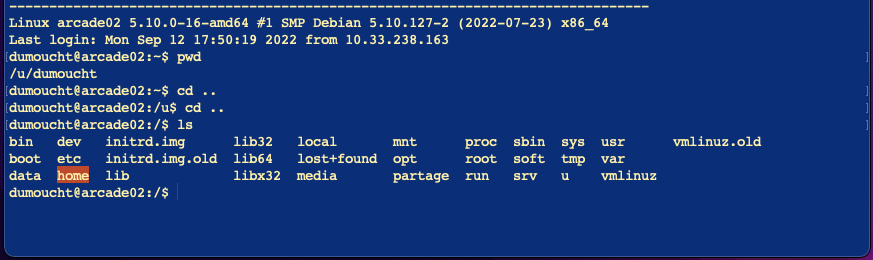 --------------------------------------------------------------------------------
Linux arcade02 5.10.0-16-amd64 #1 SMP Debian 5.10.127-2 (2022-07-23) x86_64
Last login: Mon Sep 12 17:50:19 2022 from 10.33.238.163
[dumoucht@arcade02:~$ pwd ]
/u/dumoucht
[dumoucht@arcade02:~$ cd .. ]
[dumoucht@arcade02:/u$ cd .. ]
[dumoucht@arcade02:/$ ls ]
bin dev initrd.img lib32 local mnt proc sbin sys usr vmlinuz.old
boot etc initrd.img.old lib64 lost+found opt root soft tmp var
data home lib libx32 media partage run srv u vmlinuz
dumoucht@arcade02:/$